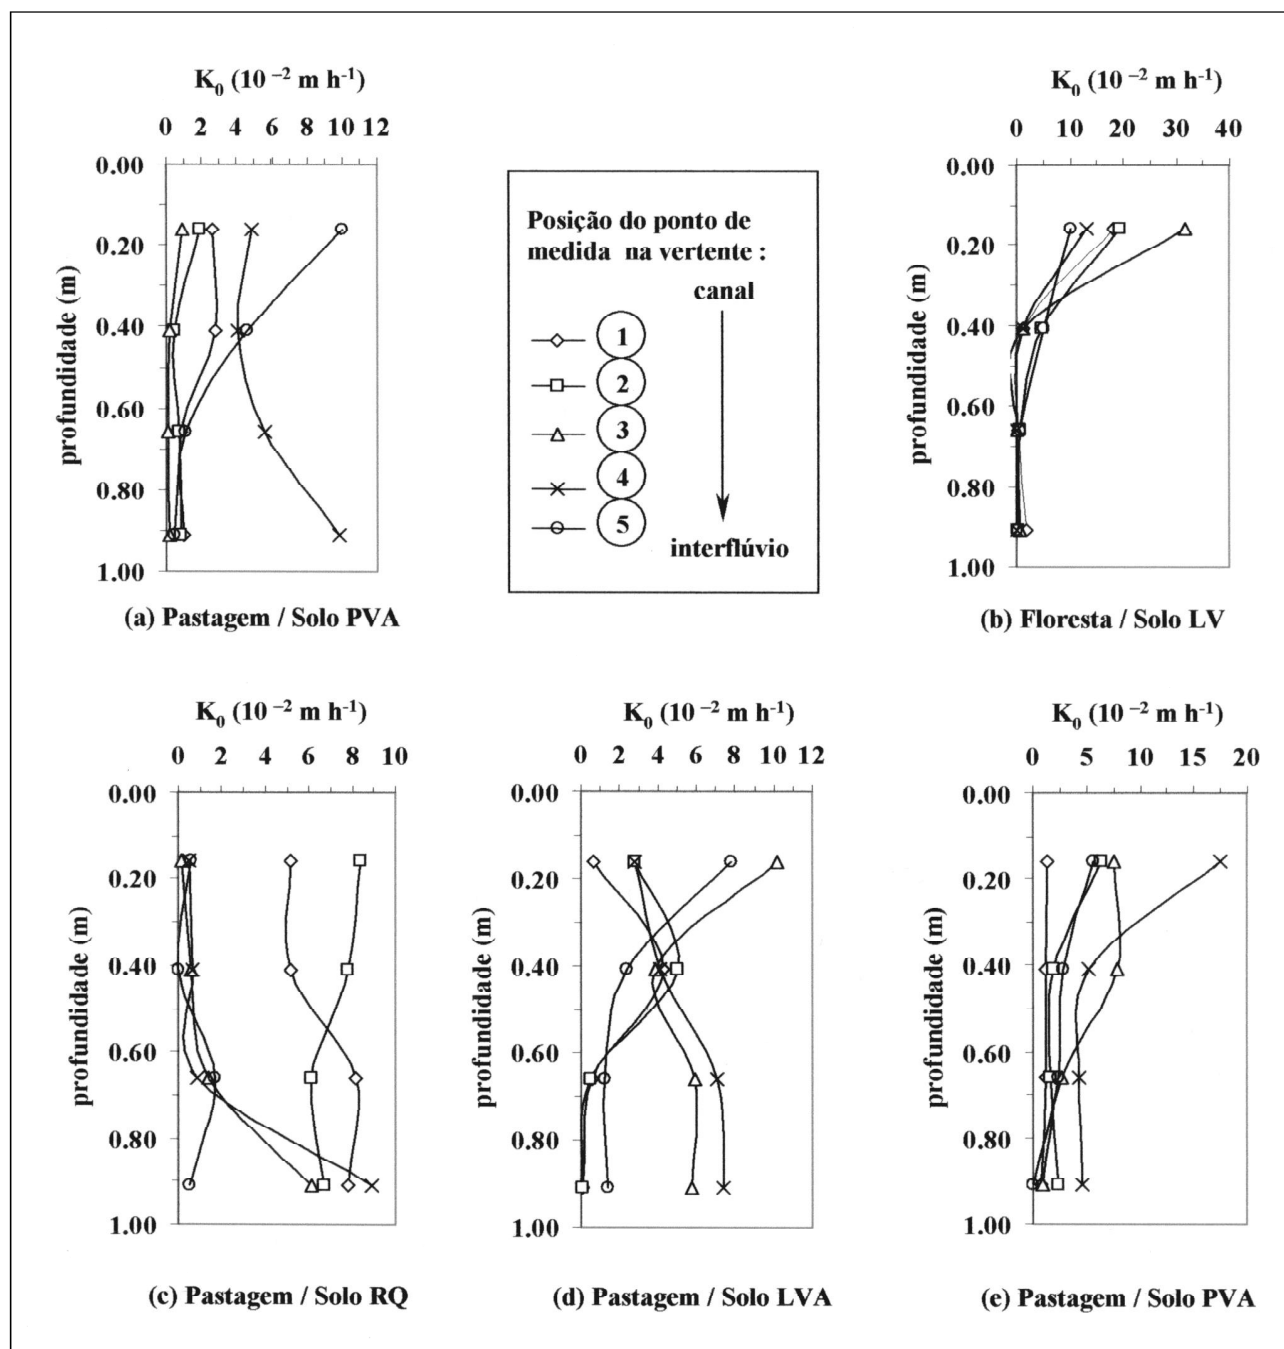 K0 (10 –2 m h-1)
0 2 4 6 8 10 12
0.00
0.20
0.40
0.60
0.80
1.00
profundidade (m)
(a) Pastagem / Solo PVA
Posição do ponto de
medida na vertente :
canal
1
2
3
4
5
interflúvio
K0 (10 –2 m h-1)
0 10 20 30 40
0.00
0.20
0.40
0.60
0.80
1.00
profundidade (m)
(b) Floresta / Solo LV
K0 (10 –2 m h-1)
0 2 4 6 8 10
0.00
0.20
0.40
0.60
0.80
1.00
profundidade (m)
(c) Pastagem / Solo RQ
K0 (10 –2 m h-1)
0 2 4 6 8 10 12
0.00
0.20
0.40
0.60
0.80
1.00
profundidade (m)
(d) Pastagem / Solo LVA
K0 (10 –2 m h-1)
0 5 10 15 20
0.00
0.20
0.40
0.60
0.80
1.00
profundidade (m)
(e) Pastagem / Solo PVA